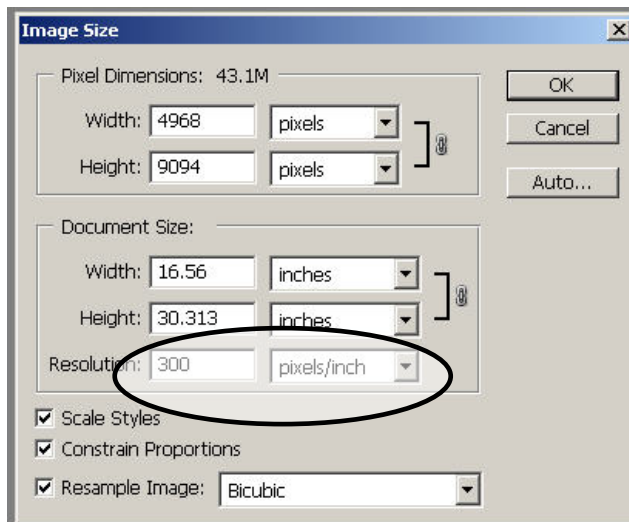 Image Size
Pixel Dimensions: 43.1M
OK
Width: 4968 pixels
Cancel
Height: 9094 pixels
Auto...
Document Size:
Width: 16.56 inches
Height: 30.313 inches
Resolution: 300 pixels/inch
Scale Styles
Constrain Proportions
Resample Image: Bicubic